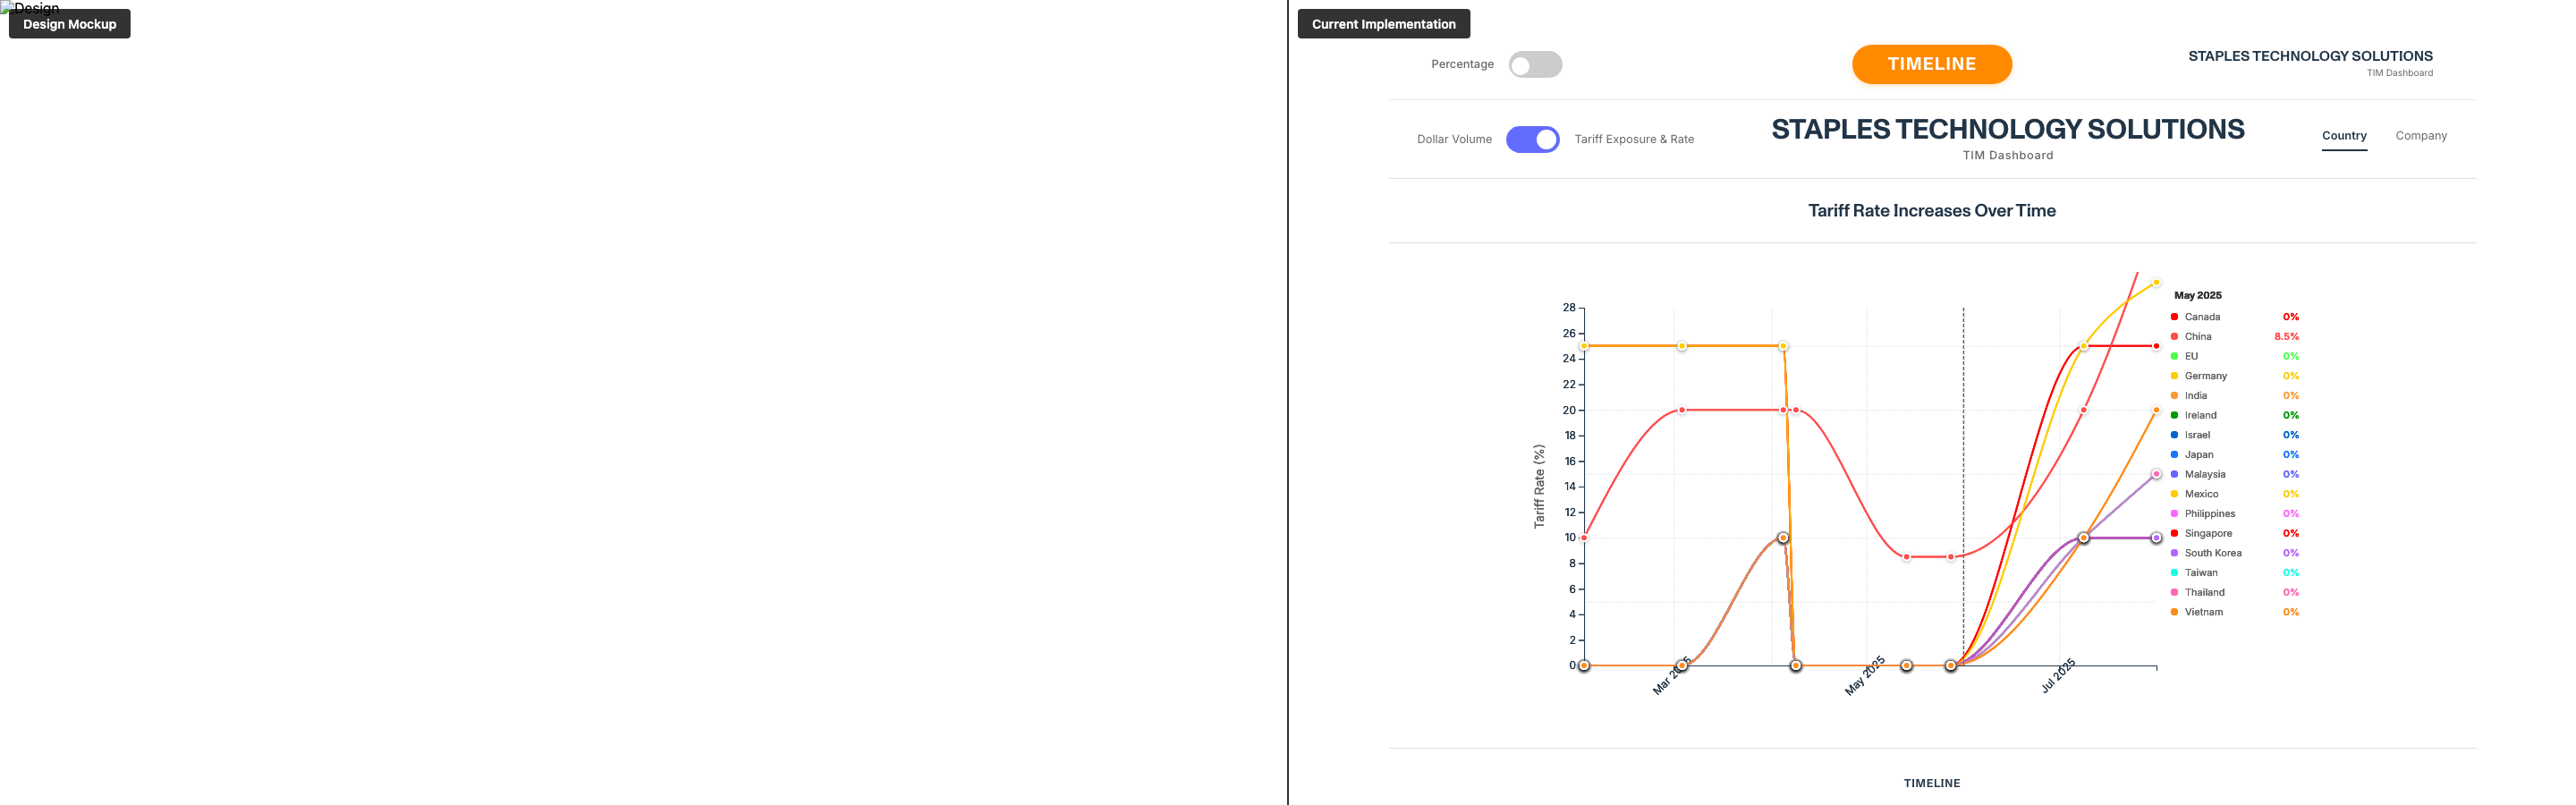 Design
Design Mockup
Current Implementation
Percentage
TIMELINE
STAPLES TECHNOLOGY SOLUTIONS
TIM Dashboard
Dollar Volume
Tariff Exposure & Rate
STAPLES TECHNOLOGY SOLUTIONS
TIM Dashboard
Country
Company
Tariff Rate Increases Over Time
Tariff Rate (%)
28
26
24
22
20
18
16
14
12
10
8
6
4
2
0
Mar 2025
May 2025
Jul 2025
May 2025
Canada 0%
China 8.5%
EU 0%
Germany 0%
India 0%
Ireland 0%
Israel 0%
Japan 0%
Malaysia 0%
Mexico 0%
Philippines 0%
Singapore 0%
South Korea 0%
Taiwan 0%
Thailand 0%
Vietnam 0%
TIMELINE